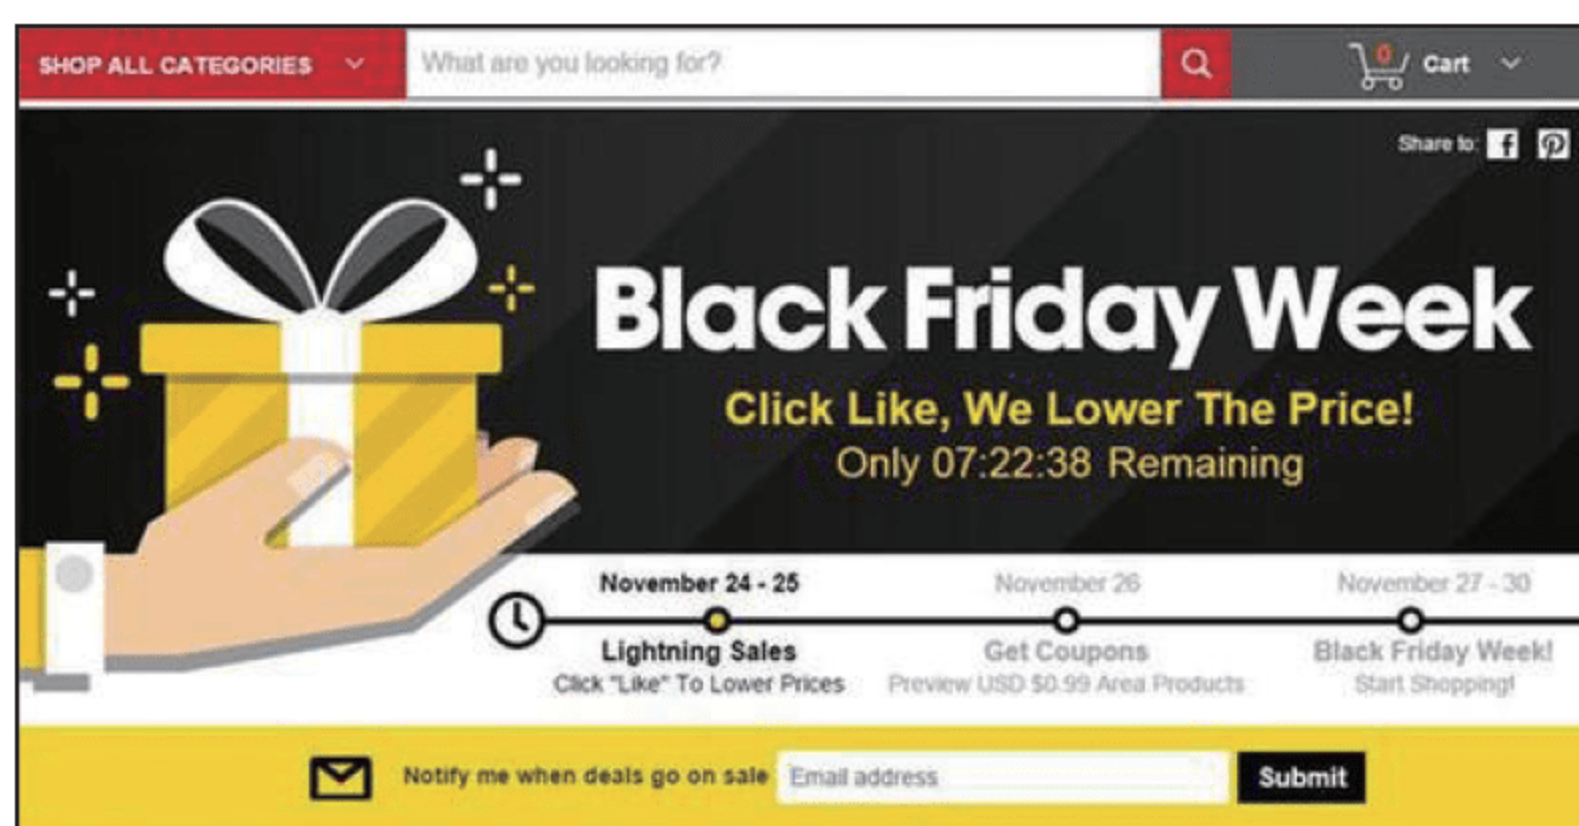 SHOP ALL CATEGORIES
What are you looking for?
0
Cart
Share to:
Black Friday Week
Click Like, We Lower The Price!
Only 07:22:38 Remaining
November 24 - 25
November 26
November 27 - 30
Lightning Sales
Get Coupons
Black Friday Week!
Click "Like" To Lower Prices
Preview USD $0.99 Area Products
Start Shopping!
Notify me when deals go on sale
Email address
Submit